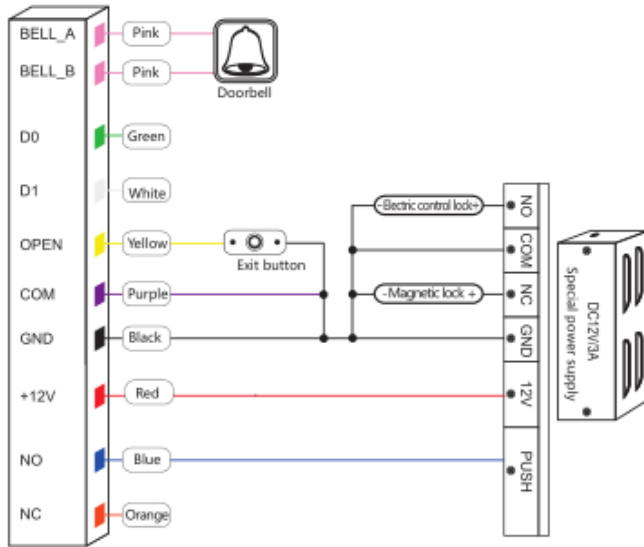 BELL_A Pink
BELL_B Pink
Doorbell
D0 Green
D1 White
OPEN Yellow
Exit button
COM Purple
GND Black
+12V Red
NO Blue
NC Orange
-Electric control lock+
-Magnetic lock +
NO
COM
NC
GND
12V
PUSH
DC12V/3A
Special power supply